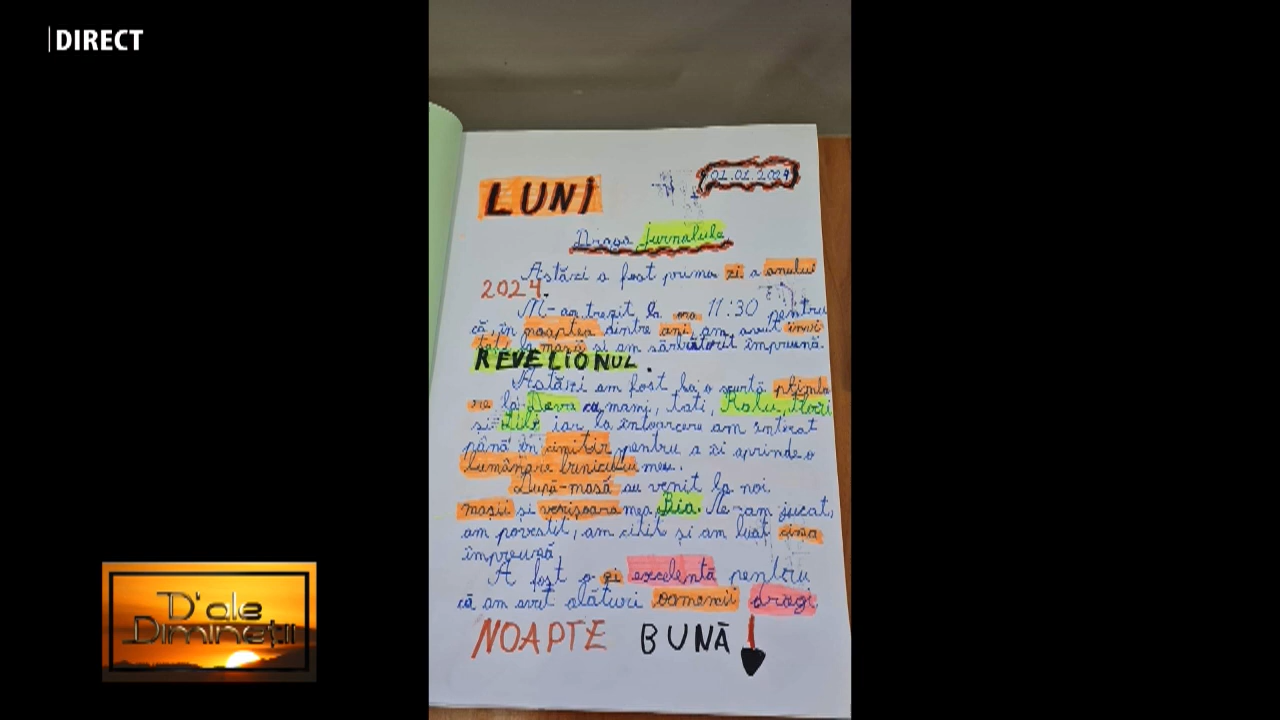 DIRECT
LUNi
01.01.2024
Draga jurnalule
Astăzi a fost prima zi a anului
2024.
M-am trezit la ora 11:30 pentru
că, în noaptea dintre ani, am avut invi
tați la masă și am sărbătorit împreună
REVELIONUL.
Astăzi am fost la o scurtă plimba
re la Deva cu mami, tati, Ralu, Flori
și Lili iar la întoarcere am intrat
până în cimitir pentru a îi aprinde o
lumânare bunicului meu.
După-masă au venit la noi
mașii și verișoara mea Bia. Ne-am jucat,
am povestit, am citit și am luat cina
împreună
A fost o zi excelentă pentru
că am avut alături oamenii dragi
NOAPTE BUNĂ
D'ale
Dimineții